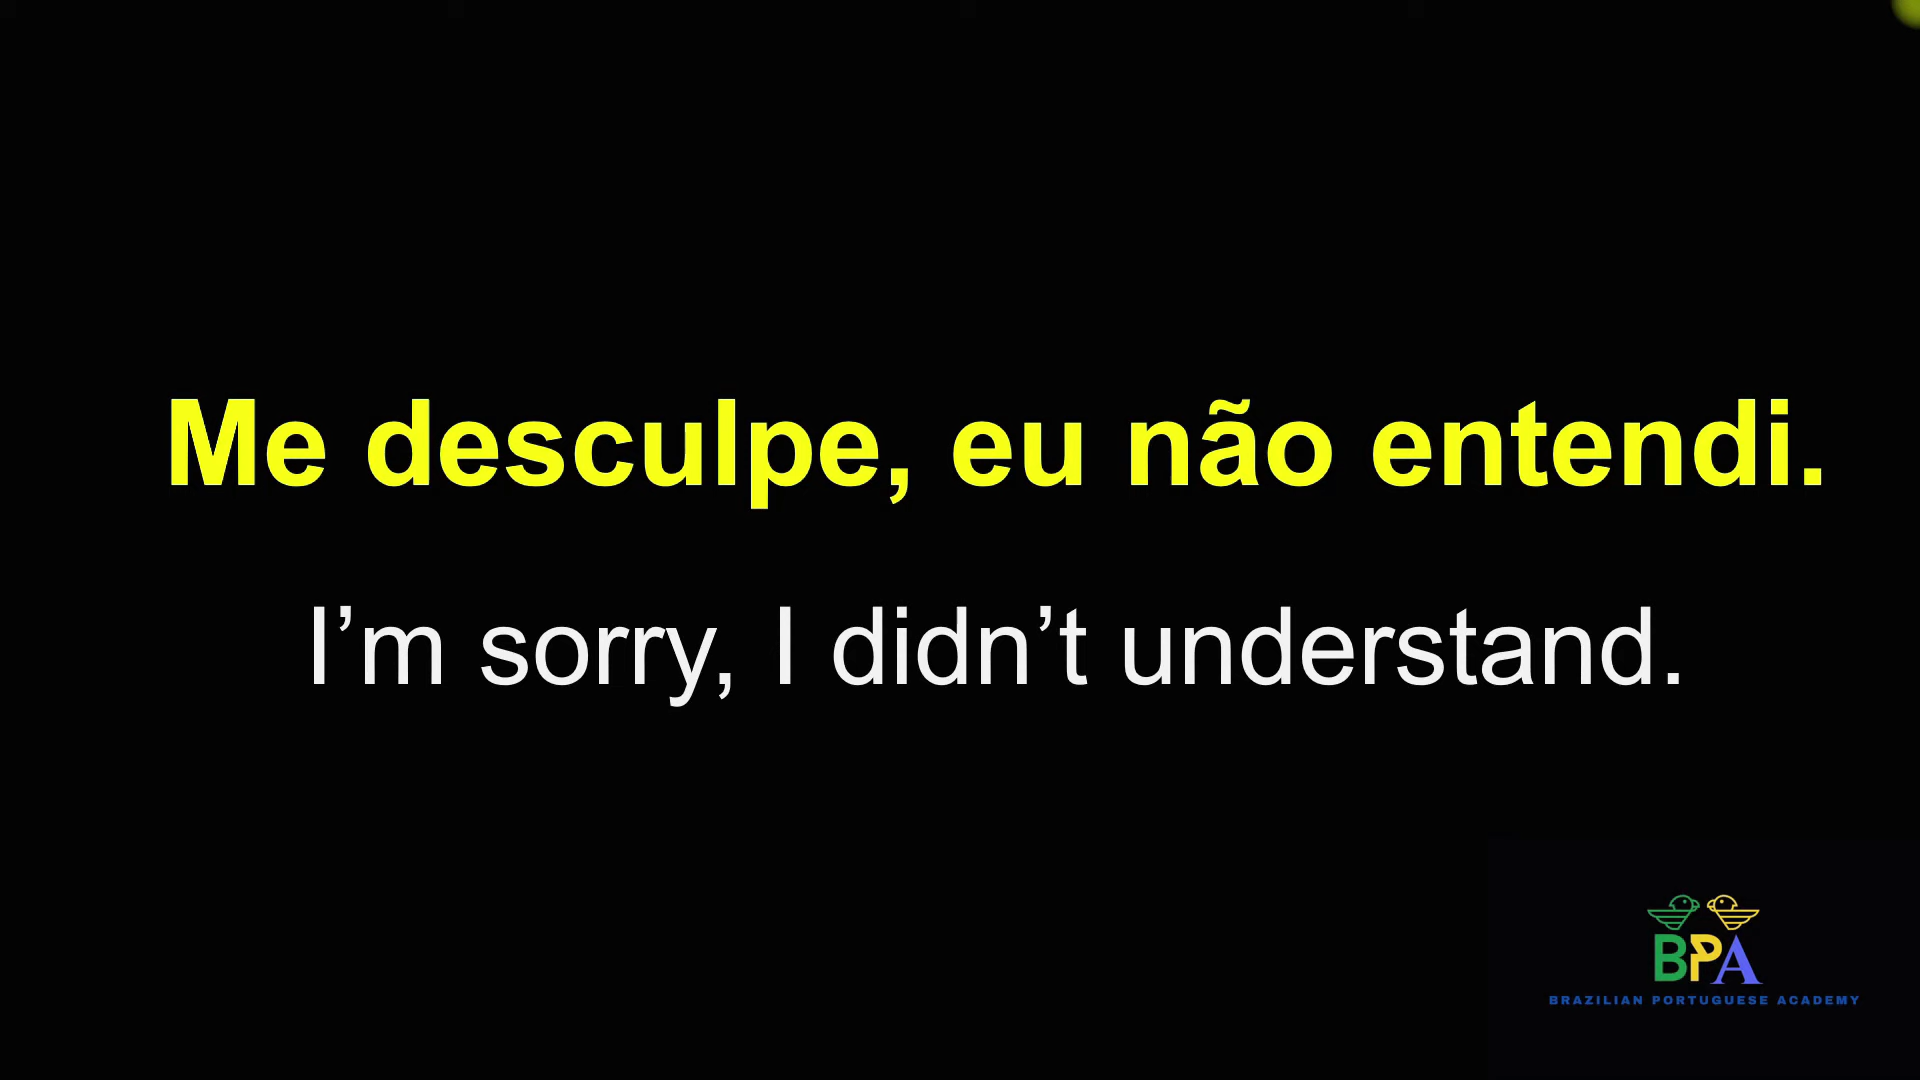 Me desculpe, eu não entendi.
I’m sorry, I didn’t understand.
BPA
BRAZILIAN PORTUGUESE ACADEMY